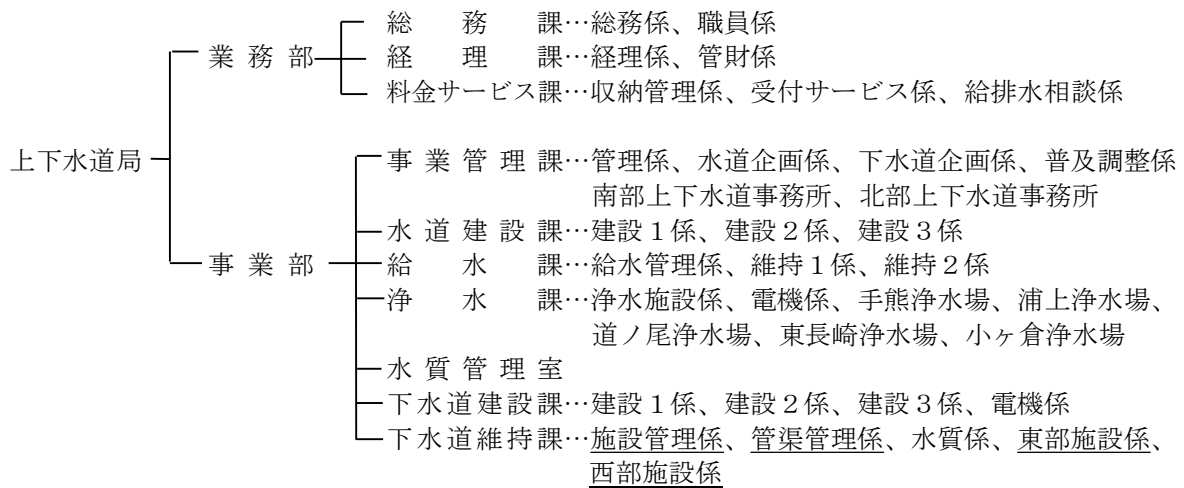 総務課…総務係、職員係
業務部 経理課…経理係、管財係
料金サービス課…収納管理係、受付サービス係、給排水相談係
上下水道局 事業管理課…管理係、水道企画係、下水道企画係、普及調整係
南部上下水道事務所、北部上下水道事務所
水道建設課…建設１係、建設２係、建設３係
事業部 給水課…給水管理係、維持１係、維持２係
浄水課…浄水施設係、電機係、手熊浄水場、浦上浄水場、
道ノ尾浄水場、東長崎浄水場、小ヶ倉浄水場
水質管理室
下水道建設課…建設１係、建設２係、建設３係、電機係
下水道維持課…施設管理係、管渠管理係、水質係、東部施設係、
西部施設係